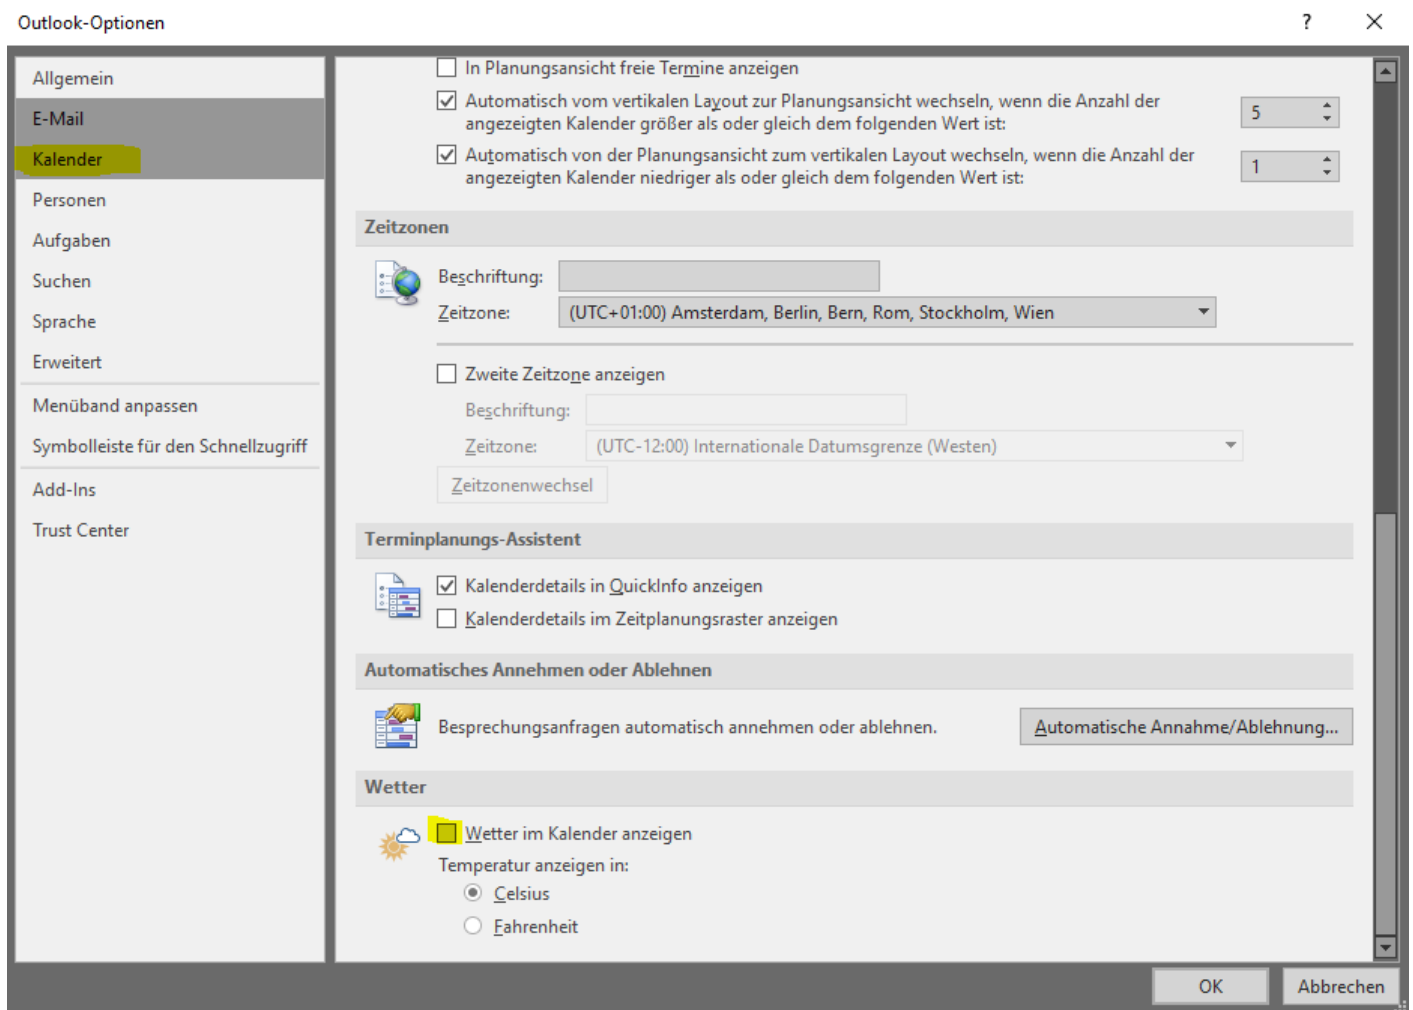 Outlook-Optionen
?
Allgemein
E-Mail
Kalender
Personen
Aufgaben
Suchen
Sprache
Erweitert
Menüband anpassen
Symbolleiste für den Schnellzugriff
Add-Ins
Trust Center
In Planungsansicht freie Termine anzeigen
Automatisch vom vertikalen Layout zur Planungsansicht wechseln, wenn die Anzahl der
angezeigten Kalender größer als oder gleich dem folgenden Wert ist:
5
Automatisch von der Planungsansicht zum vertikalen Layout wechseln, wenn die Anzahl der
angezeigten Kalender niedriger als oder gleich dem folgenden Wert ist:
1
Zeitzonen
Beschriftung:
Zeitzone: (UTC+01:00) Amsterdam, Berlin, Bern, Rom, Stockholm, Wien
Zweite Zeitzone anzeigen
Beschriftung:
Zeitzone: (UTC-12:00) Internationale Datumsgrenze (Westen)
Zeitzonenwechsel
Terminplanungs-Assistent
Kalenderdetails in QuickInfo anzeigen
Kalenderdetails im Zeitplanungsraster anzeigen
Automatisches Annehmen oder Ablehnen
Besprechungsanfragen automatisch annehmen oder ablehnen. Automatische Annahme/Ablehnung...
Wetter
Wetter im Kalender anzeigen
Temperatur anzeigen in:
Celsius
Fahrenheit
OK Abbrechen